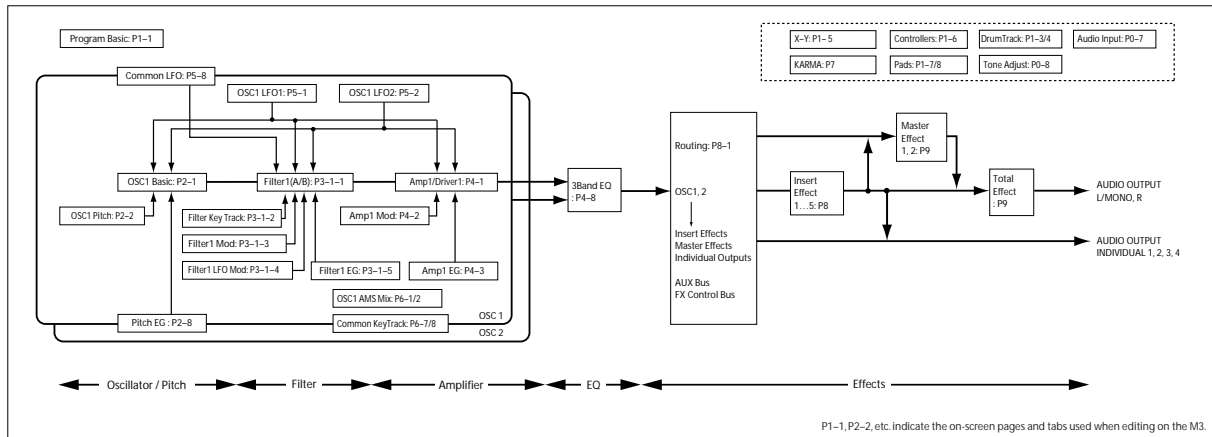 Program Basic: P1–1
X–Y: P1– 5
Controllers: P1–6
DrumTrack: P1–3/4
Audio Input: P0–7
KARMA: P7
Pads: P1–7/8
Tone Adjust: P0–8
Common LFO: P5–8
OSC1 LFO1: P5–1
OSC1 LFO2: P5–2
OSC1 Basic: P2–1
Filter1(A/B): P3–1–1
Amp1/Driver1: P4–1
OSC1 Pitch: P2–2
Filter Key Track: P3–1–2
Filter1 Mod: P3–1–3
Filter1 LFO Mod: P3–1–4
Filter1 EG: P3–1–5
Amp1 Mod: P4–2
Amp1 EG: P4–3
OSC1 AMS Mix: P6–1/2
Pitch EG : P2–8
Common KeyTrack: P6–7/8
OSC 1
OSC 2
3Band EQ
: P4–8
Routing: P8–1
OSC1, 2
Insert Effects
Master Effects
Individual Outputs
AUX Bus
FX Control Bus
Insert
Effect
1…5: P8
Master
Effect
1, 2: P9
Total
Effect
: P9
AUDIO OUTPUT
L/MONO, R
AUDIO OUTPUT
INDIVIDUAL 1, 2, 3, 4
Oscillator / Pitch
Filter
Amplifier
EQ
Effects
P1–1, P2–2, etc. indicate the on-screen pages and tabs used when editing on the M3.